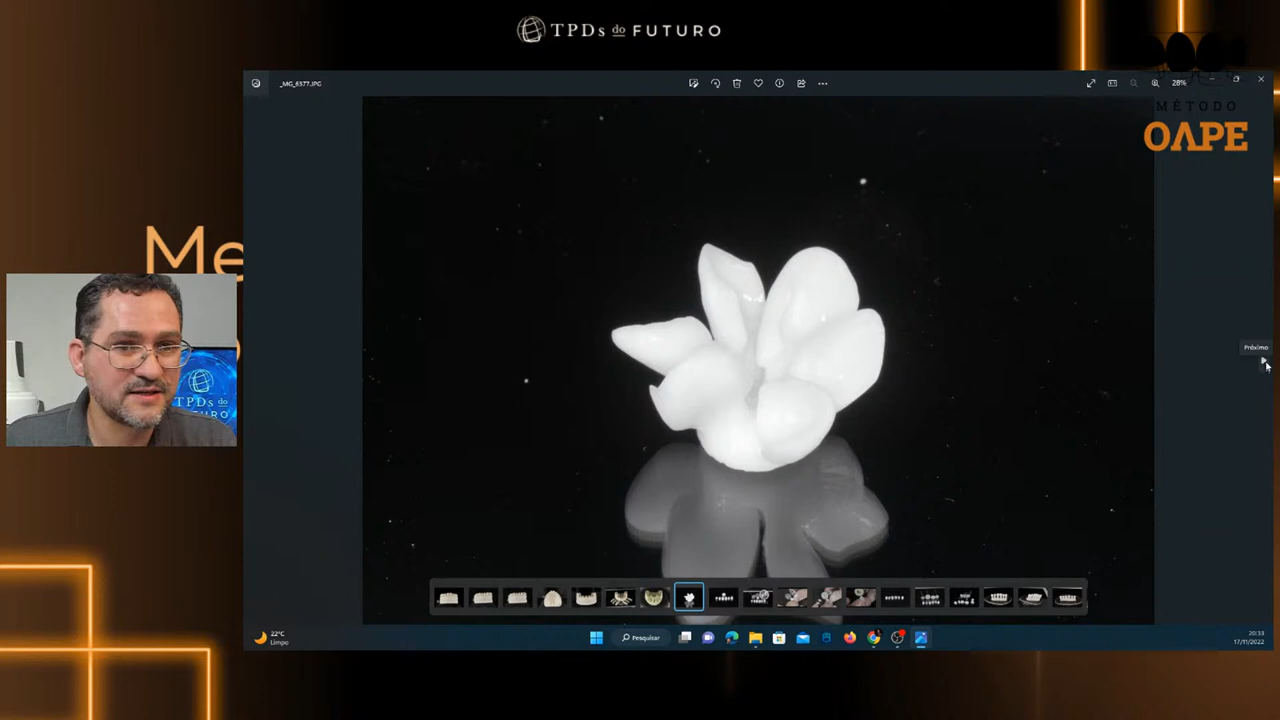 TPDs do FUTURO
_MG_6377.JPG
28%
MÉTODO
OAPE
Me
Próximo
TPDs do
FUTURO
22°C
Limpo
Pesquisar
20:33
17/11/2022